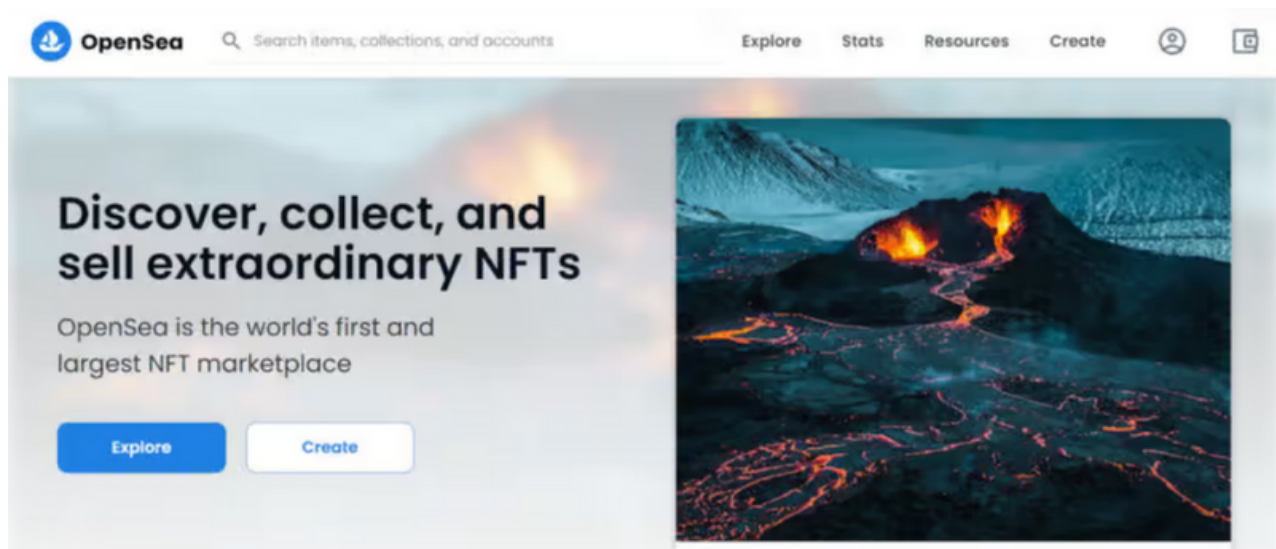 OpenSea
Search items, collections, and accounts
Explore
Stats
Resources
Create
Discover, collect, and
sell extraordinary NFTs
OpenSea is the world's first and
largest NFT marketplace
Explore
Create